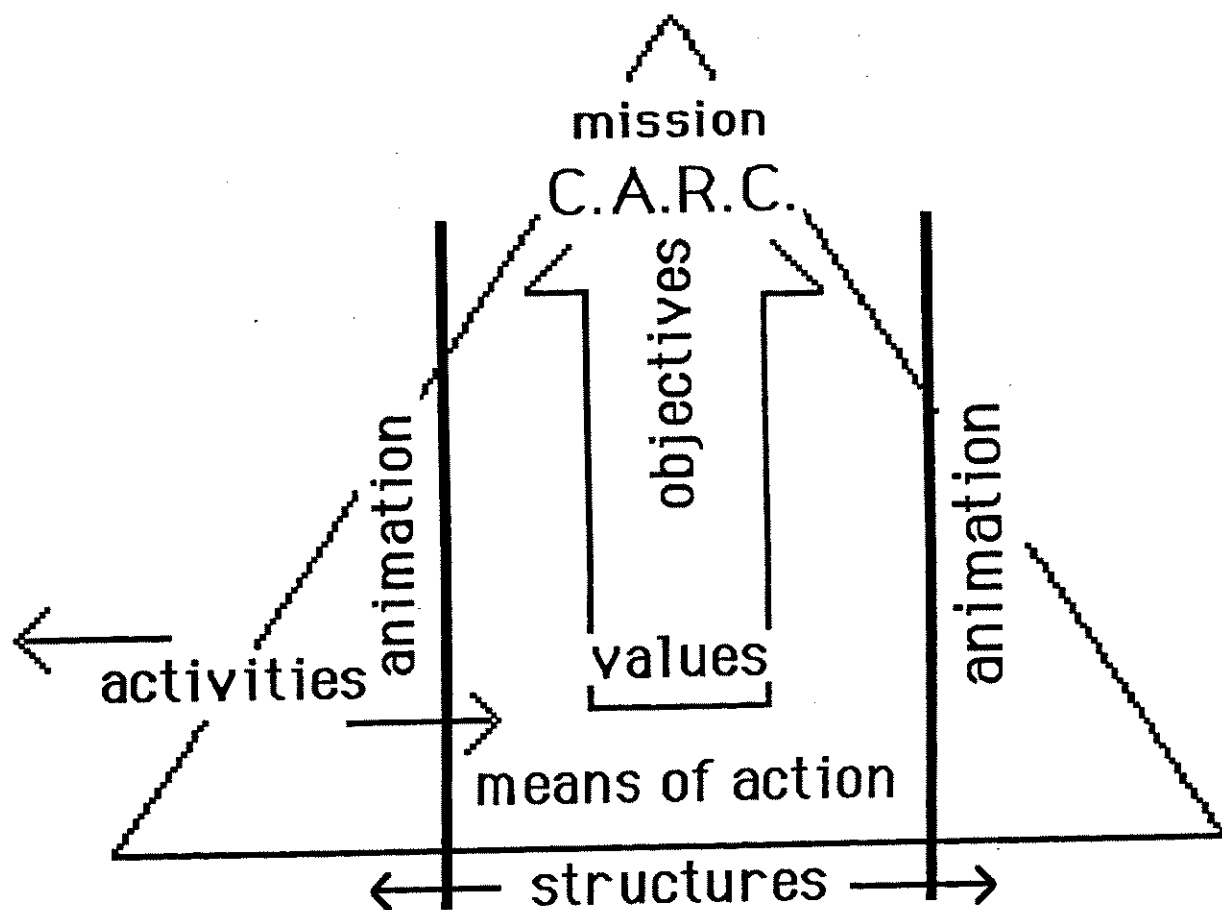 mission
C.A.R.C.
objectives
animation
animation
values
activities
means of action
structures